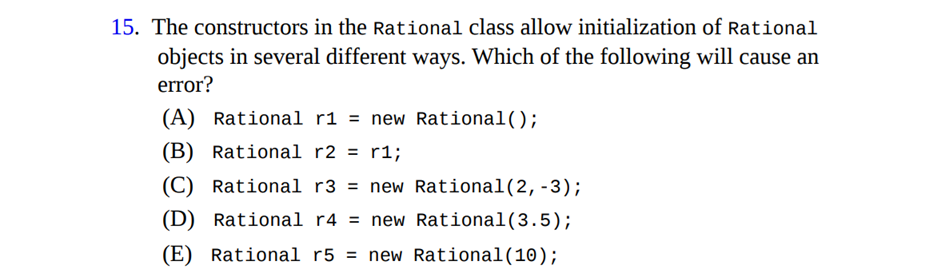 15. The constructors in the Rational class allow initialization of Rational
objects in several different ways. Which of the following will cause an
error?
(A) Rational r1 = new Rational();
(B) Rational r2 = r1;
(C) Rational r3 = new Rational(2,-3);
(D) Rational r4 = new Rational(3.5);
(E) Rational r5 = new Rational(10);